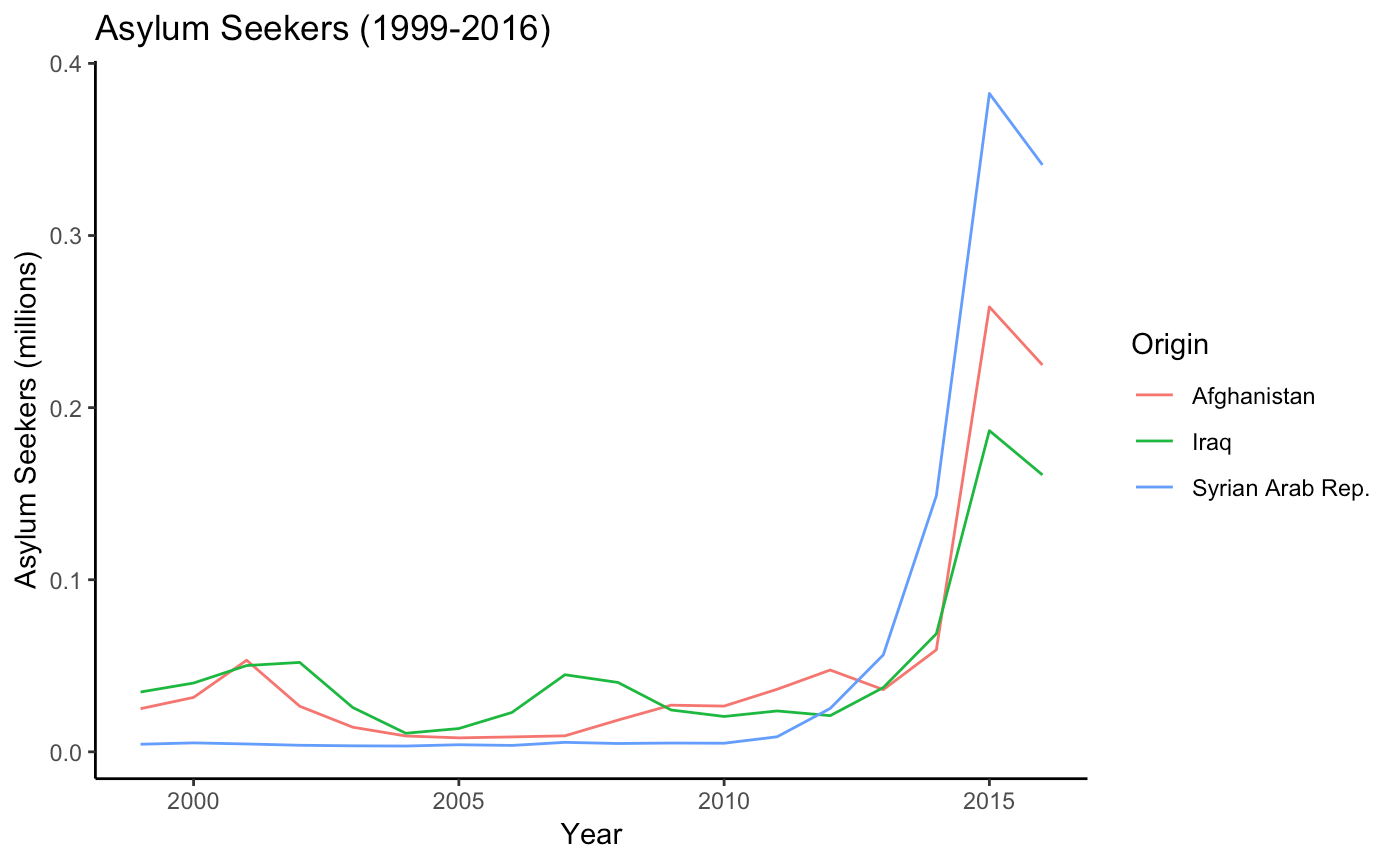 Asylum Seekers (1999-2016)
Asylum Seekers (millions)
0.4
0.3
0.2
0.1
0.0
2000 2005 2010 2015
Year
Origin
Afghanistan
Iraq
Syrian Arab Rep.